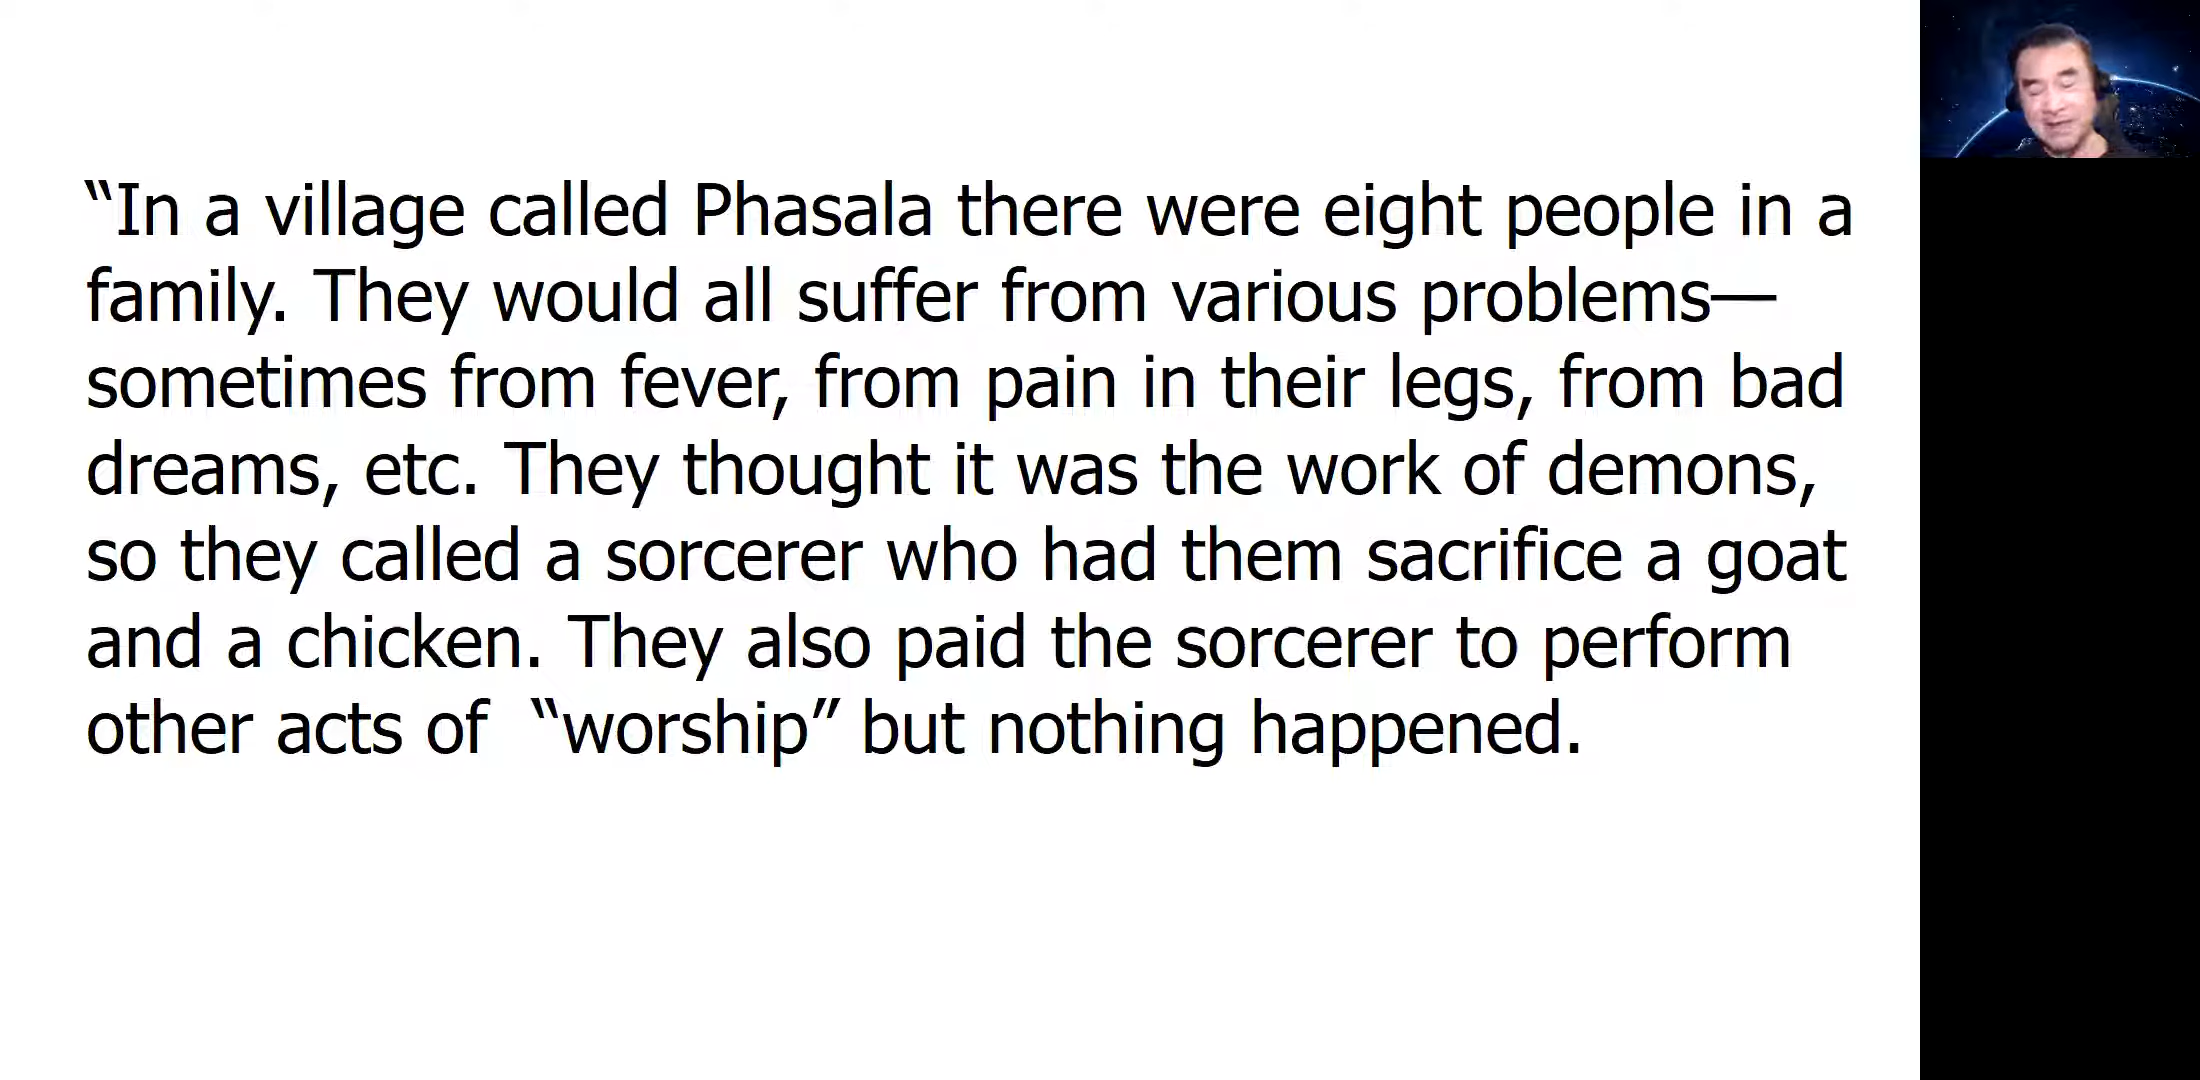 “In a village called Phasala there were eight people in a
family. They would all suffer from various problems—
sometimes from fever, from pain in their legs, from bad
dreams, etc. They thought it was the work of demons,
so they called a sorcerer who had them sacrifice a goat
and a chicken. They also paid the sorcerer to perform
other acts of  “worship” but nothing happened.